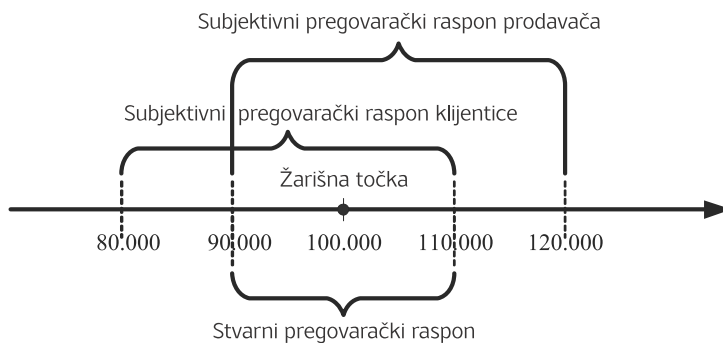 Subjektivni pregovarački raspon prodavača
Subjektivni pregovarački raspon klijentice
Žarišna točka
80.000 90.000 100.000 110.000 120.000
Stvarni pregovarački raspon